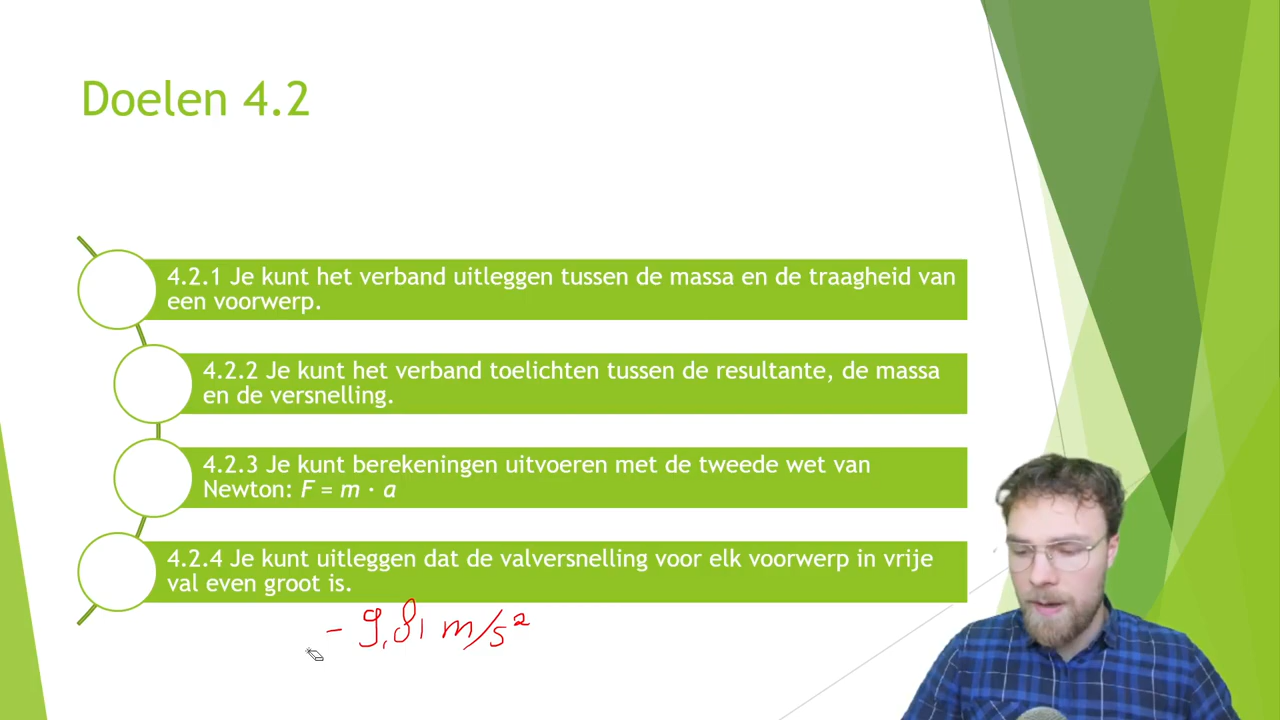 Doelen 4.2
4.2.1 Je kunt het verband uitleggen tussen de massa en de traagheid van
een voorwerp.
4.2.2 Je kunt het verband toelichten tussen de resultante, de massa
en de versnelling.
4.2.3 Je kunt berekeningen uitvoeren met de tweede wet van
Newton: F = m · a
4.2.4 Je kunt uitleggen dat de valversnelling voor elk voorwerp in vrije
val even groot is.
- 9,81 m/s²